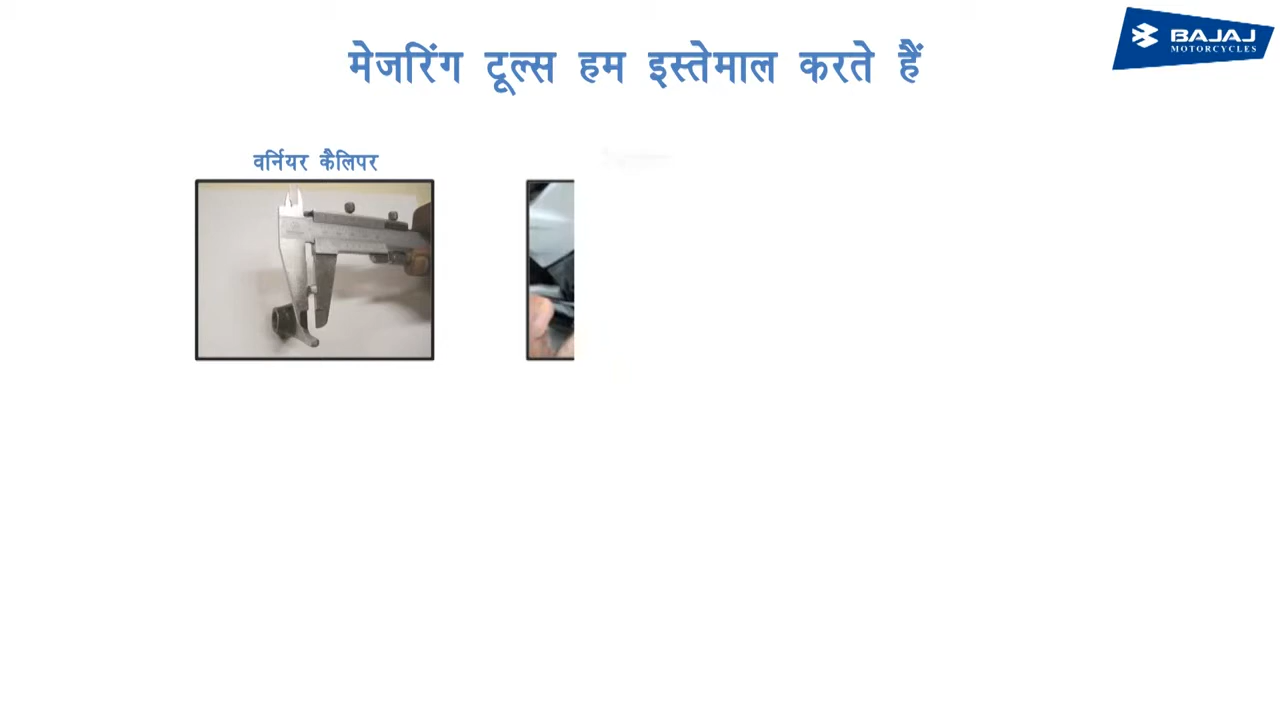 मेजरिंग टूल्स हम इस्तेमाल करते हैं
BAJAJ
MOTORCYCLES
वर्नियर कैलिपर